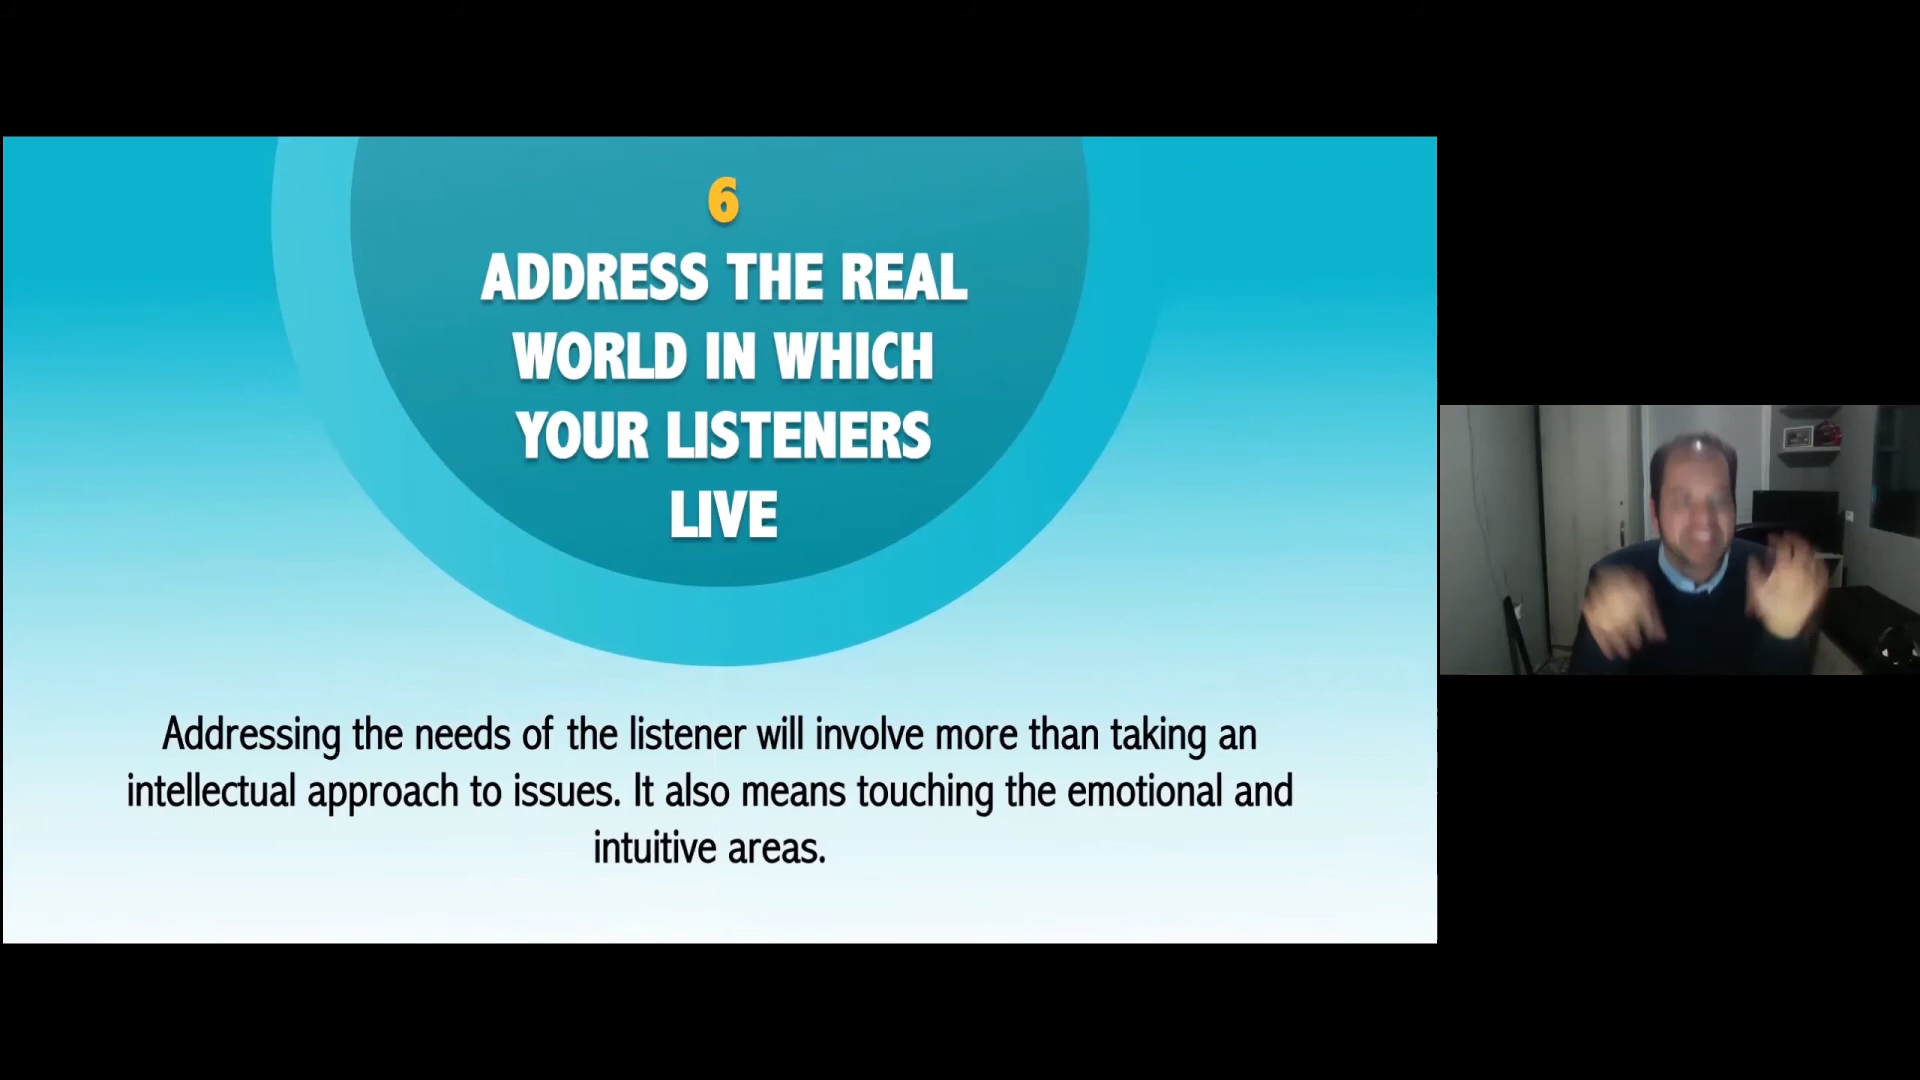 6
ADDRESS THE REAL
WORLD IN WHICH
YOUR LISTENERS
LIVE
Addressing the needs of the listener will involve more than taking an
intellectual approach to issues. It also means touching the emotional and
intuitive areas.